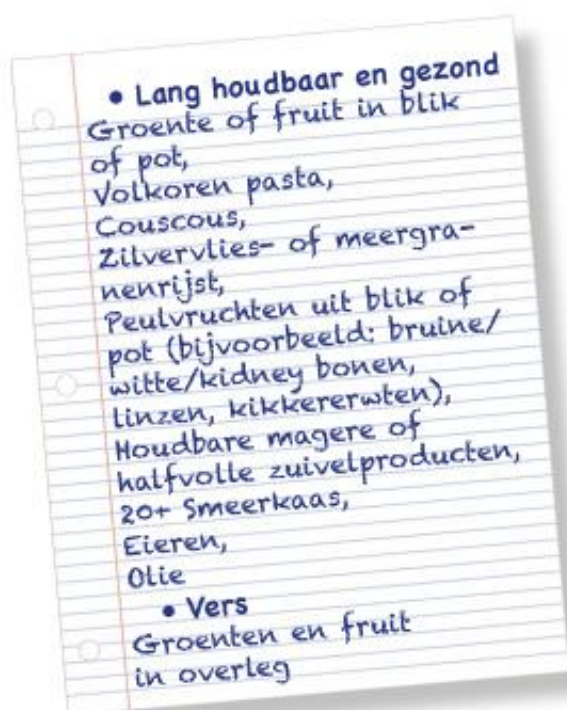 • Lang houdbaar en gezond
Groente of fruit in blik
of pot,
Volkoren pasta,
Couscous,
Zilvervlies- of meergra-
nenrijst,
Peulvruchten uit blik of
pot (bijvoorbeeld: bruine/
witte/kidney bonen,
linzen, kikkererwten),
Houdbare magere of
halfvolle zuivelproducten,
20+ Smeerkaas,
Eieren,
Olie
• Vers
Groenten en fruit
in overleg